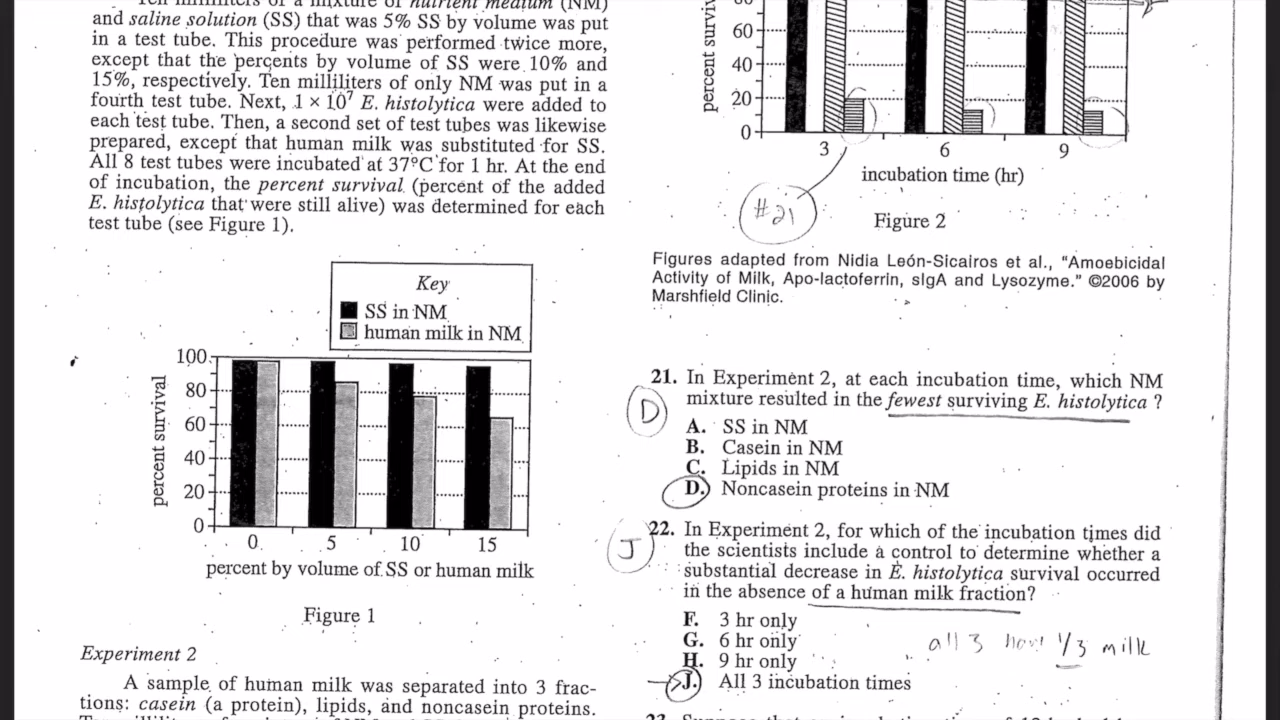 Ten milliliters of a mixture of nutrient medium (NM)
and saline solution (SS) that was 5% SS by volume was put
in a test tube. This procedure was performed twice more,
except that the percents by volume of SS were 10% and
15%, respectively. Ten milliliters of only NM was put in a
fourth test tube. Next, 1 × 10⁷ E. histolytica were added to
each test tube. Then, a second set of test tubes was likewise
prepared, except that human milk was substituted for SS.
All 8 test tubes were incubated at 37°C for 1 hr. At the end
of incubation, the percent survival (percent of the added
E. histolytica that were still alive) was determined for each
test tube (see Figure 1).
Key
SS in NM
human milk in NM
percent survival
100
80
60
40
20
0
0
5
10
15
percent by volume of SS or human milk
Figure 1
Experiment 2
A sample of human milk was separated into 3 frac-
tions: casein (a protein), lipids, and noncasein proteins.
percent
80
60
40
20
0
3
6
9
incubation time (hr)
#21
Figure 2
Figures adapted from Nidia León-Sicairos et al., "Amoebicidal
Activity of Milk, Apo-lactoferrin, sIgA and Lysozyme." ©2006 by
Marshfield Clinic.
21. In Experiment 2, at each incubation time, which NM
mixture resulted in the fewest surviving E. histolytica ?
D
A. SS in NM
B. Casein in NM
C. Lipids in NM
D. Noncasein proteins in NM
22. In Experiment 2, for which of the incubation times did
the scientists include a control to determine whether a
substantial decrease in E. histolytica survival occurred
in the absence of a human milk fraction?
J
F. 3 hr only
G. 6 hr only
H. 9 hr only
J. All 3 incubation times
all 3 have 1/3 milk